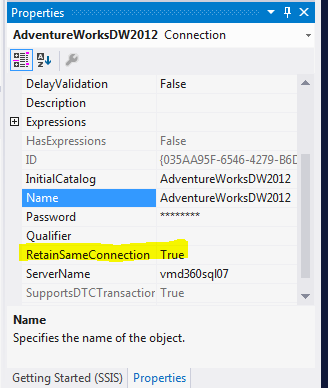 Properties
AdventureWorksDW2012 Connection
DelayValidation False
Description
Expressions
HasExpressions False
ID {035AA95F-6546-4279-B6D
InitialCatalog AdventureWorksDW2012
Name AdventureWorksDW2012
Password ********
Qualifier
RetainSameConnection True
ServerName vmd360sql07
SupportsDTCTransaction True
Name
Specifies the name of the object.
Getting Started (SSIS) Properties